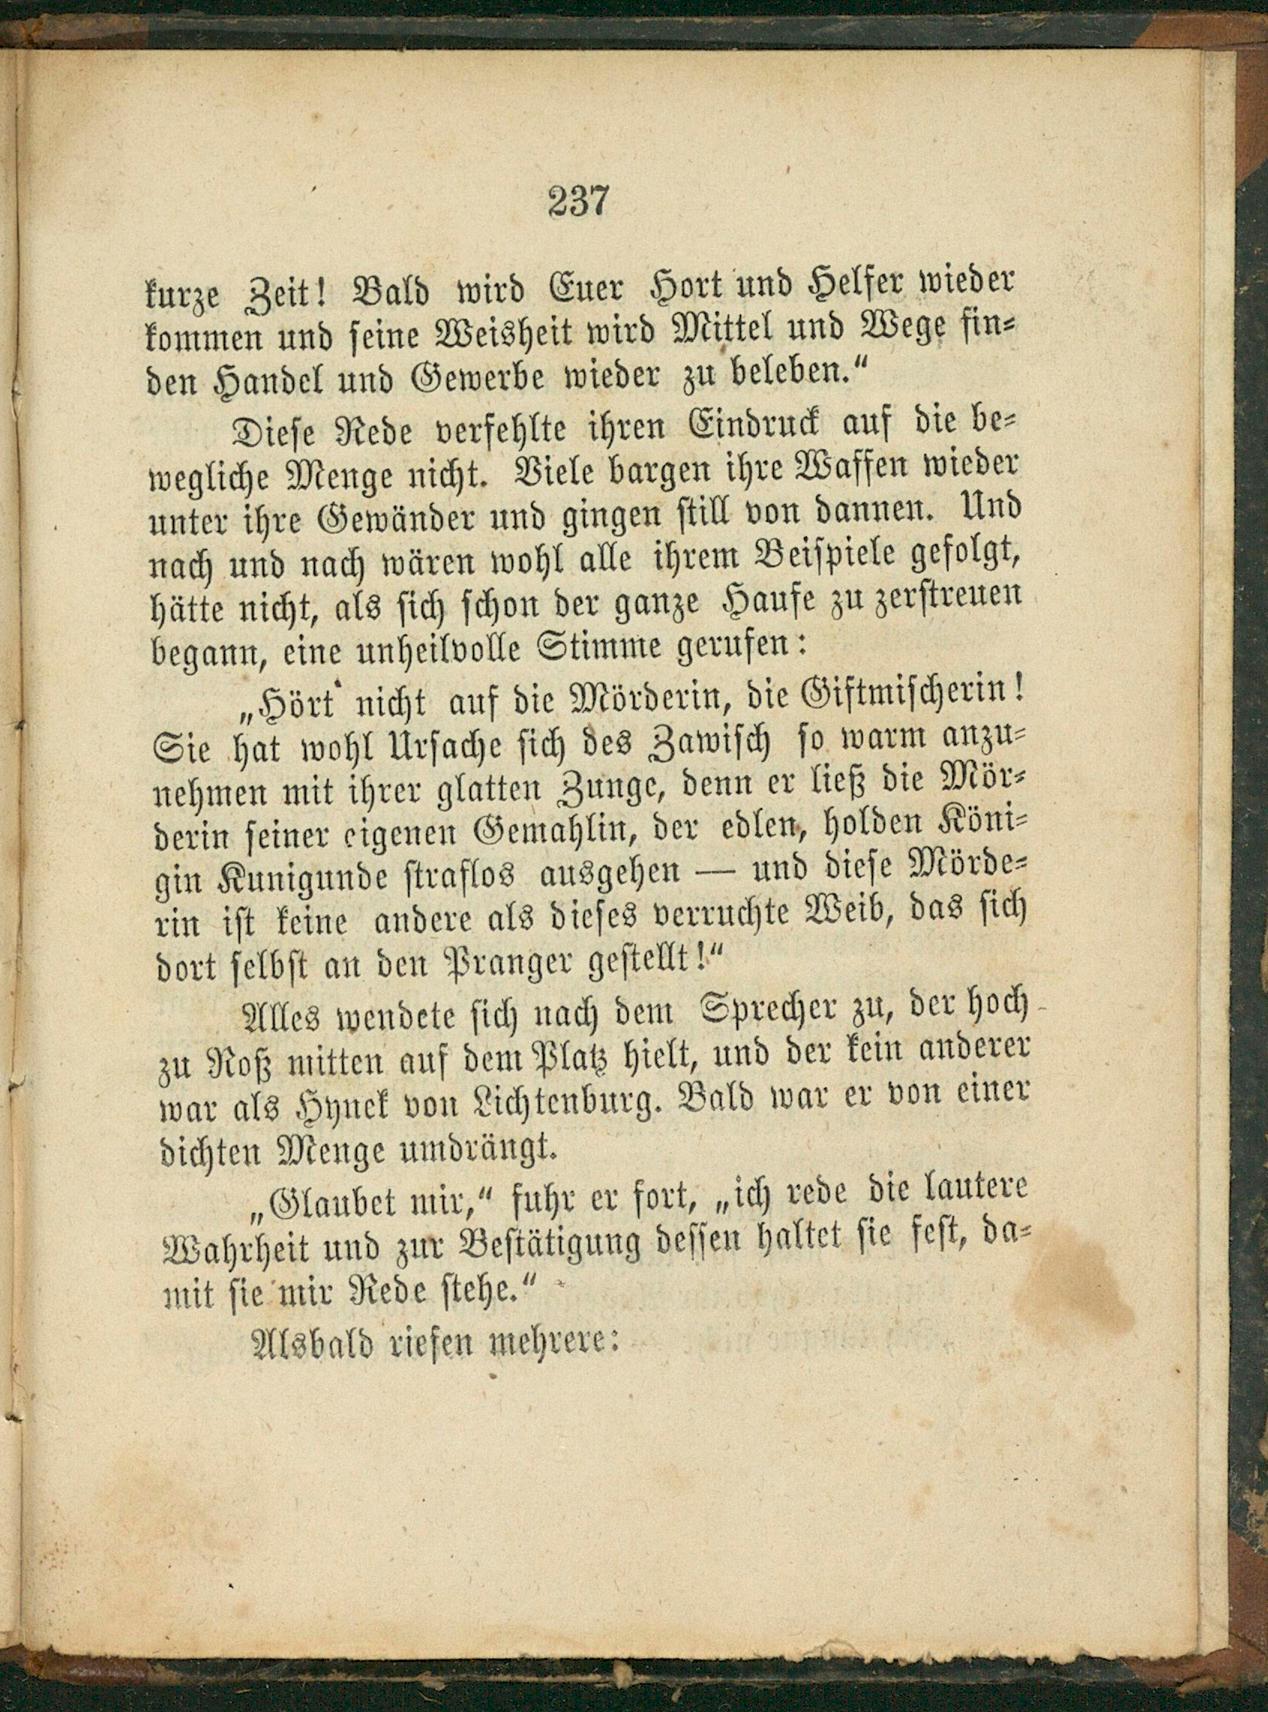 237
kurze Zeit! Bald wird Euer Hort und Helfer wieder
kommen und seine Weisheit wird Mittel und Wege fin-
den Handel und Gewerbe wieder zu beleben.“
Diese Rede verfehlte ihren Eindruck auf die be-
wegliche Menge nicht. Viele bargen ihre Waffen wieder
unter ihre Gewänder und gingen still von dannen. Und
nach und nach wären wohl alle ihrem Beispiele gefolgt,
hätte nicht, als sich schon der ganze Haufe zu zerstreuen
begann, eine unheilvolle Stimme gerufen:
„Hört nicht auf die Mörderin, die Giftmischerin!
Sie hat wohl Ursache sich des Zawisch so warm anzu-
nehmen mit ihrer glatten Zunge, denn er ließ die Mör-
derin seiner eigenen Gemahlin, der edlen, holden Köni-
gin Kunigunde straflos ausgehen — und diese Mörde-
rin ist keine andere als dieses verruchte Weib, das sich
dort selbst an den Pranger gestellt!“
Alles wendete sich nach dem Sprecher zu, der hoch
zu Roß mitten auf dem Platz hielt, und der kein anderer
war als Hynek von Lichtenburg. Bald war er von einer
dichten Menge umdrängt.
„Glaubet mir,“ fuhr er fort, „ich rede die lautere
Wahrheit und zur Bestätigung dessen haltet sie fest, da-
mit sie mir Rede stehe.“
Alsbald riefen mehrere: